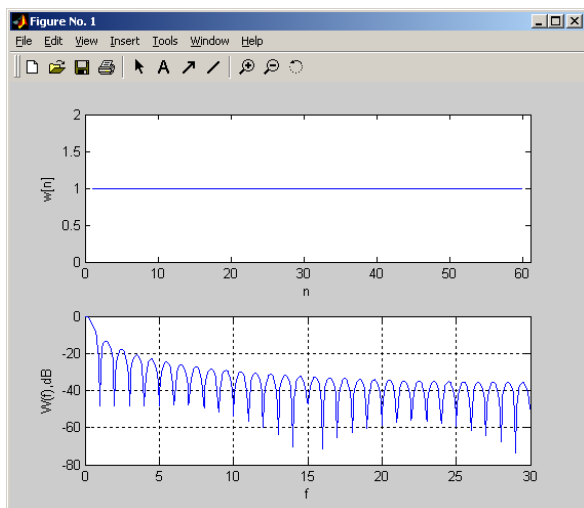 Figure No. 1
File Edit View Insert Tools Window Help
A
2
1.5
1
0.5
0
w[n]
0 10 20 30 40 50 60
n
0
-20
-40
-60
-80
W(f),dB
0 5 10 15 20 25 30
f